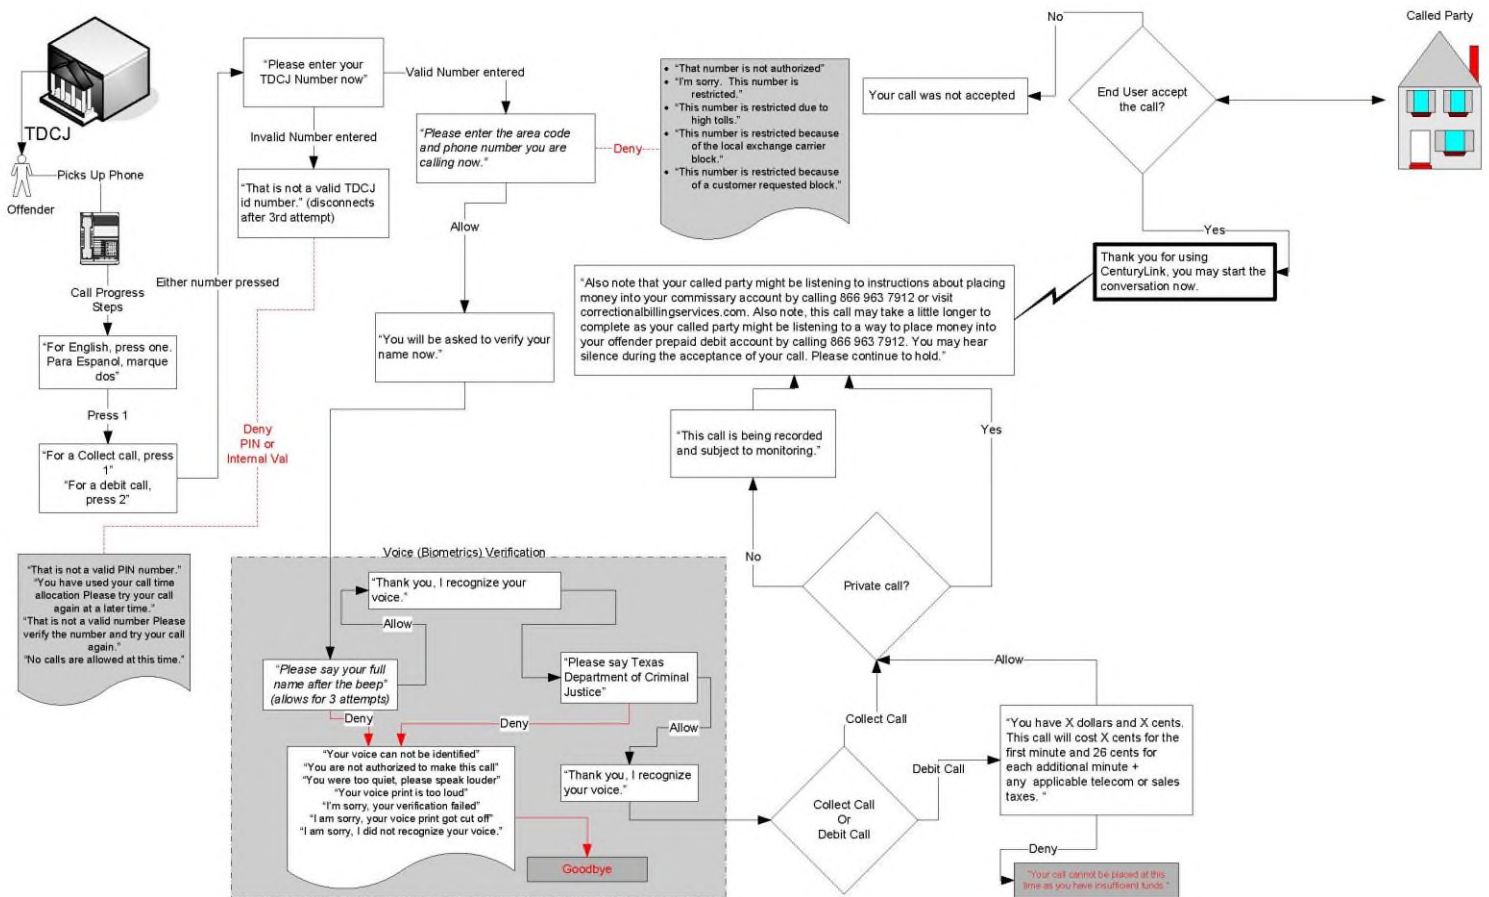 TDCJ
Offender
Picks Up Phone
Call Progress
Steps
"For English, press one.
Para Espanol, marque
dos"
Press 1
"For a Collect call, press
1"
"For a debit call,
press 2"
Either number pressed
"Please enter your
TDCJ Number now"
Valid Number entered
Invalid Number entered
"That is not a valid TDCJ
id number." (disconnects
after 3rd attempt)
Deny
PIN or
Internal Val
"That is not a valid PIN number."
"You have used your call time
allocation Please try your call
again at a later time."
"That is not a valid number Please
verify the number and try your call
again."
"No calls are allowed at this time."
"Please enter the area code
and phone number you are
calling now."
Deny
• "That number is not authorized"
• "I'm sorry. This number is
restricted."
• "This number is restricted due to
high tolls."
• "This number is restricted because
of the local exchange carrier
block."
• "This number is restricted because
of a customer requested block."
Allow
"You will be asked to verify your
name now."
Voice (Biometrics) Verification
"Thank you, I recognize your
voice."
Allow
"Please say your full
name after the beep"
(allows for 3 attempts)
Deny
"Please say Texas
Department of Criminal
Justice"
Deny
Allow
"Your voice can not be identified"
"You are not authorized to make this call"
"You were too quiet, please speak louder"
"Your voice print is too loud"
"I'm sorry, your verification failed"
"I am sorry, your voice print got cut off"
"I am sorry, I did not recognize your voice."
Goodbye
"Thank you, I recognize
your voice."
Collect Call
Or
Debit Call
Collect Call
Debit Call
"You have X dollars and X cents.
This call will cost X cents for the
first minute and 26 cents for
each additional minute +
any applicable telecom or sales
taxes. "
Allow
Deny
"Your call cannot be placed at this
time as you have insufficient funds."
Private call?
No
Yes
"This call is being recorded
and subject to monitoring."
"Also note that your called party might be listening to instructions about placing
money into your commissary account by calling 866 963 7912 or visit
correctionalbillingservices.com. Also note, this call may take a little longer to
complete as your called party might be listening to a way to place money into
your offender prepaid debit account by calling 866 963 7912. You may hear
silence during the acceptance of your call. Please continue to hold."
Thank you for using
CenturyLink, you may start the
conversation now.
Yes
End User accept
the call?
No
Your call was not accepted
Called Party